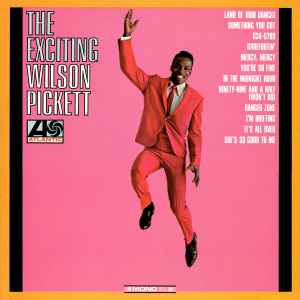 THE
EXCITING
WILSON
PICKETT
ATLANTIC
LAND OF 1000 DANCES
SOMETHING YOU GOT
634-5789
BAREFOOTIN'
MERCY, MERCY
YOU'RE SO FINE
IN THE MIDNIGHT HOUR
NINETY-NINE AND A HALF
(WON'T DO)
DANGER ZONE
I'M DRIFTING
IT'S ALL OVER
SHE'S SO GOOD TO ME
MONO